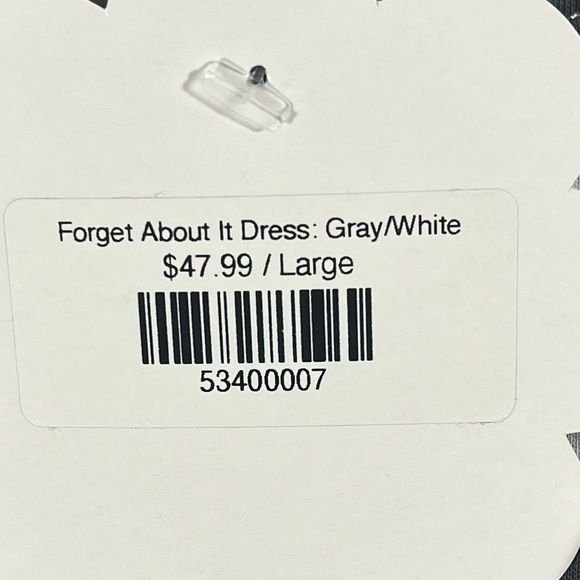 Forget About It Dress: Gray/White
$47.99 / Large
53400007